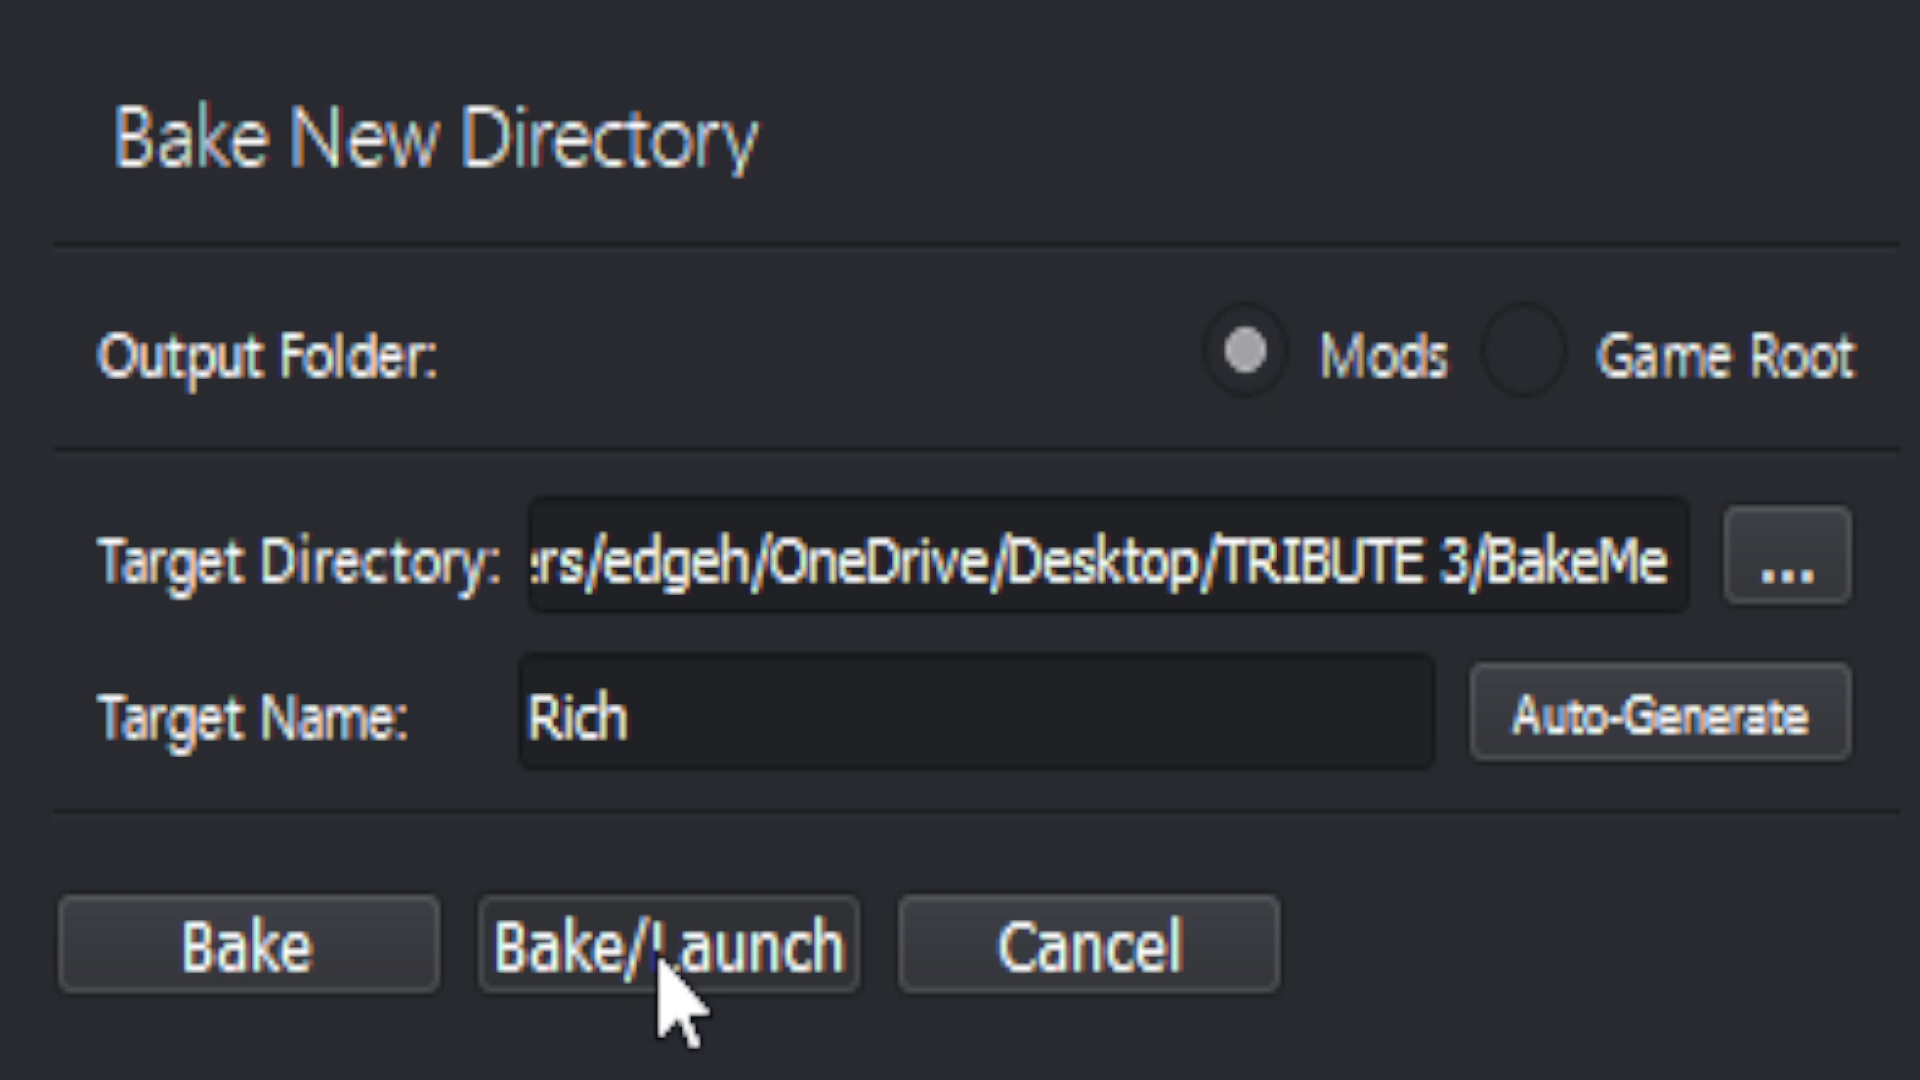 Bake New Directory
Output Folder: Mods Game Root
Target Directory: rs/edgeh/OneDrive/Desktop/TRIBUTE 3/BakeMe ...
Target Name: Rich Auto-Generate
Bake Bake/Launch Cancel